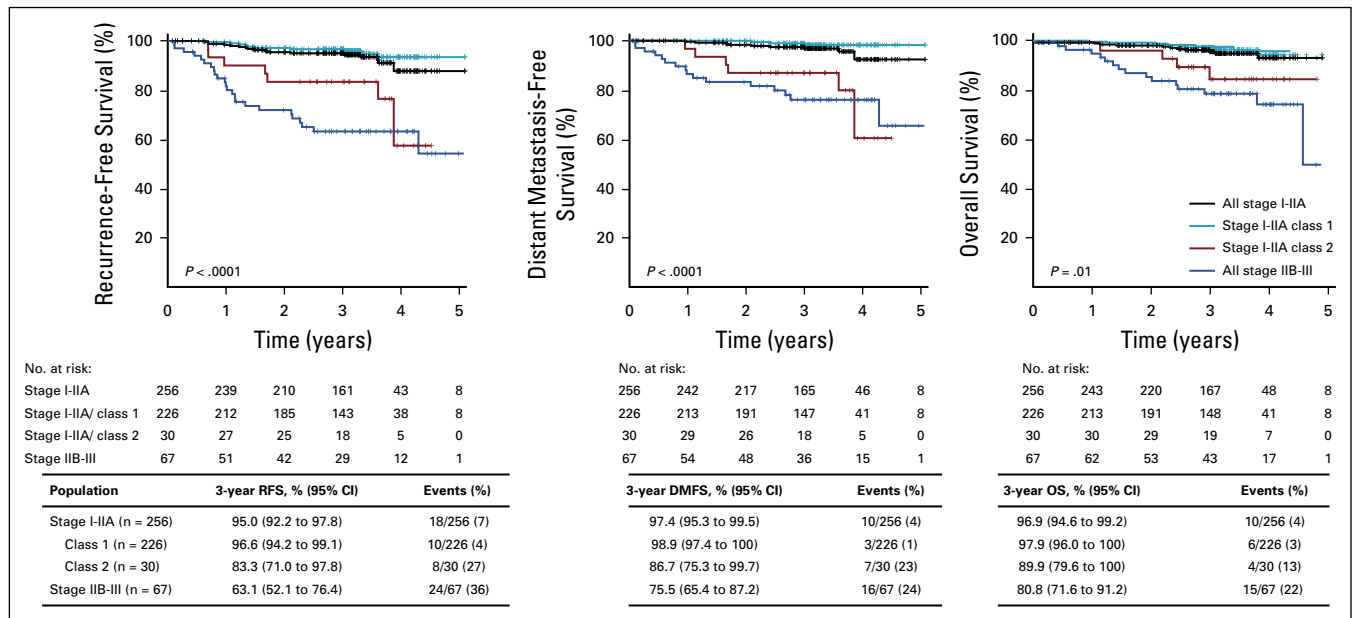 Recurrence-Free Survival (%)
100
80
60
40
20
P < .0001
0 1 2 3 4 5
Time (years)
Distant Metastasis-Free
Survival (%)
100
80
60
40
20
P < .0001
0 1 2 3 4 5
Time (years)
Overall Survival (%)
100
80
60
40
20
All stage I-IIA
Stage I-IIA class 1
Stage I-IIA class 2
All stage IIB-III
P = .01
0 1 2 3 4 5
Time (years)
No. at risk: No. at risk: No. at risk:
Stage I-IIA 256 239 210 161 43 8 256 242 217 165 46 8 256 243 220 167 48 8
Stage I-IIA/ class 1 226 212 185 143 38 8 226 213 191 147 41 8 226 213 191 148 41 8
Stage I-IIA/ class 2 30 27 25 18 5 0 30 29 26 18 5 0 30 30 29 19 7 0
Stage IIB-III 67 51 42 29 12 1 67 54 48 36 15 1 67 62 53 43 17 1
Population 3-year RFS, % (95% CI) Events (%) 3-year DMFS, % (95% CI) Events (%) 3-year OS, % (95% CI) Events (%)
Stage I-IIA (n = 256) 95.0 (92.2 to 97.8) 18/256 (7) 97.4 (95.3 to 99.5) 10/256 (4) 96.9 (94.6 to 99.2) 10/256 (4)
Class 1 (n = 226) 96.6 (94.2 to 99.1) 10/226 (4) 98.9 (97.4 to 100) 3/226 (1) 97.9 (96.0 to 100) 6/226 (3)
Class 2 (n = 30) 83.3 (71.0 to 97.8) 8/30 (27) 86.7 (75.3 to 99.7) 7/30 (23) 89.9 (79.6 to 100) 4/30 (13)
Stage IIB-III (n = 67) 63.1 (52.1 to 76.4) 24/67 (36) 75.5 (65.4 to 87.2) 16/67 (24) 80.8 (71.6 to 91.2) 15/67 (22)